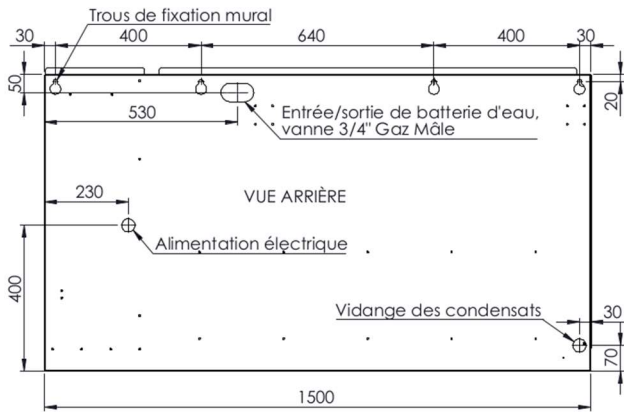 Trous de fixation mural
30 400 640 400 30
50
20
530
Entrée/sortie de batterie d'eau,
vanne 3/4" Gaz Mâle
230
VUE ARRIÈRE
Alimentation électrique
400
Vidange des condensats
30
70
1500